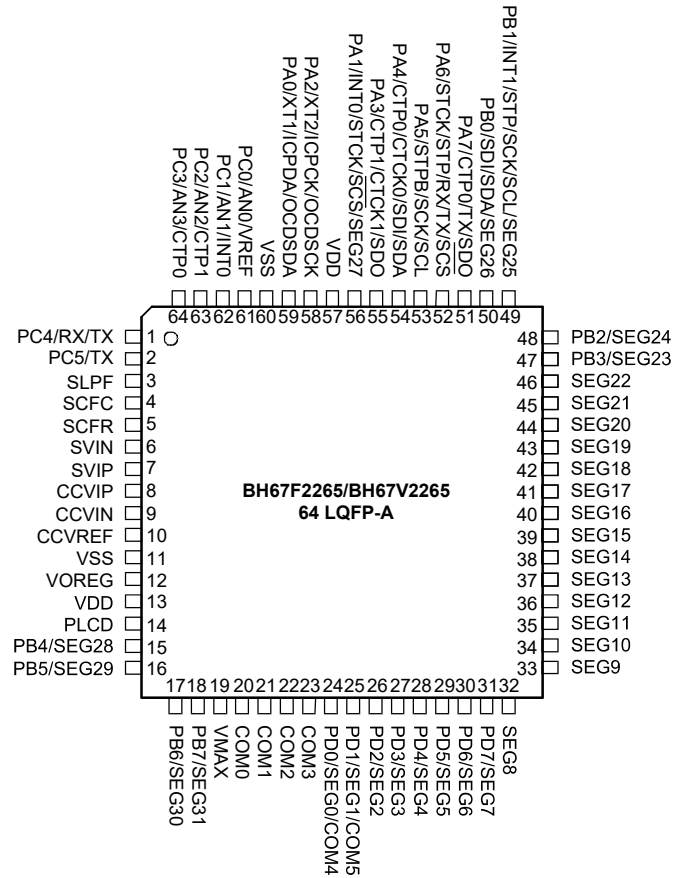 PC3/AN3/CTP0
PC2/AN2/CTP1
PC1/AN1/INT0
PC0/AN0/VREF
VSS
PA0/XT1/ICPDA/OCDSDA
PA2/XT2/ICPCK/OCDSCK
VDD
PA1/INT0/STCK/SCS/SEG27
PA3/CTP1/CTCK1/SDO
PA4/CTP0/CTCK0/SDI/SDA
PA5/STPB/SCK/SCL
PA6/STCK/STP/RX/TX/SCS
PA7/CTP0/TX/SDO
PB0/SDI/SDA/SEG26
PB1/INT1/STP/SCK/SCL/SEG25
64 63 62 61 60 59 58 57 56 55 54 53 52 51 50 49
PC4/RX/TX 1
PC5/TX 2
SLPF 3
SCFC 4
SCFR 5
SVIN 6
SVIP 7
CCVIP 8
CCVIN 9
CCVREF 10
VSS 11
VOREG 12
VDD 13
PLCD 14
PB4/SEG28 15
PB5/SEG29 16
BH67F2265/BH67V2265
64 LQFP-A
48 PB2/SEG24
47 PB3/SEG23
46 SEG22
45 SEG21
44 SEG20
43 SEG19
42 SEG18
41 SEG17
40 SEG16
39 SEG15
38 SEG14
37 SEG13
36 SEG12
35 SEG11
34 SEG10
33 SEG9
17 18 19 20 21 22 23 24 25 26 27 28 29 30 31 32
PB6/SEG30
PB7/SEG31
VMAX
COM0
COM1
COM2
COM3
PD0/SEG0/COM4
PD1/SEG1/COM5
PD2/SEG2
PD3/SEG3
PD4/SEG4
PD5/SEG5
PD6/SEG6
PD7/SEG7
SEG8